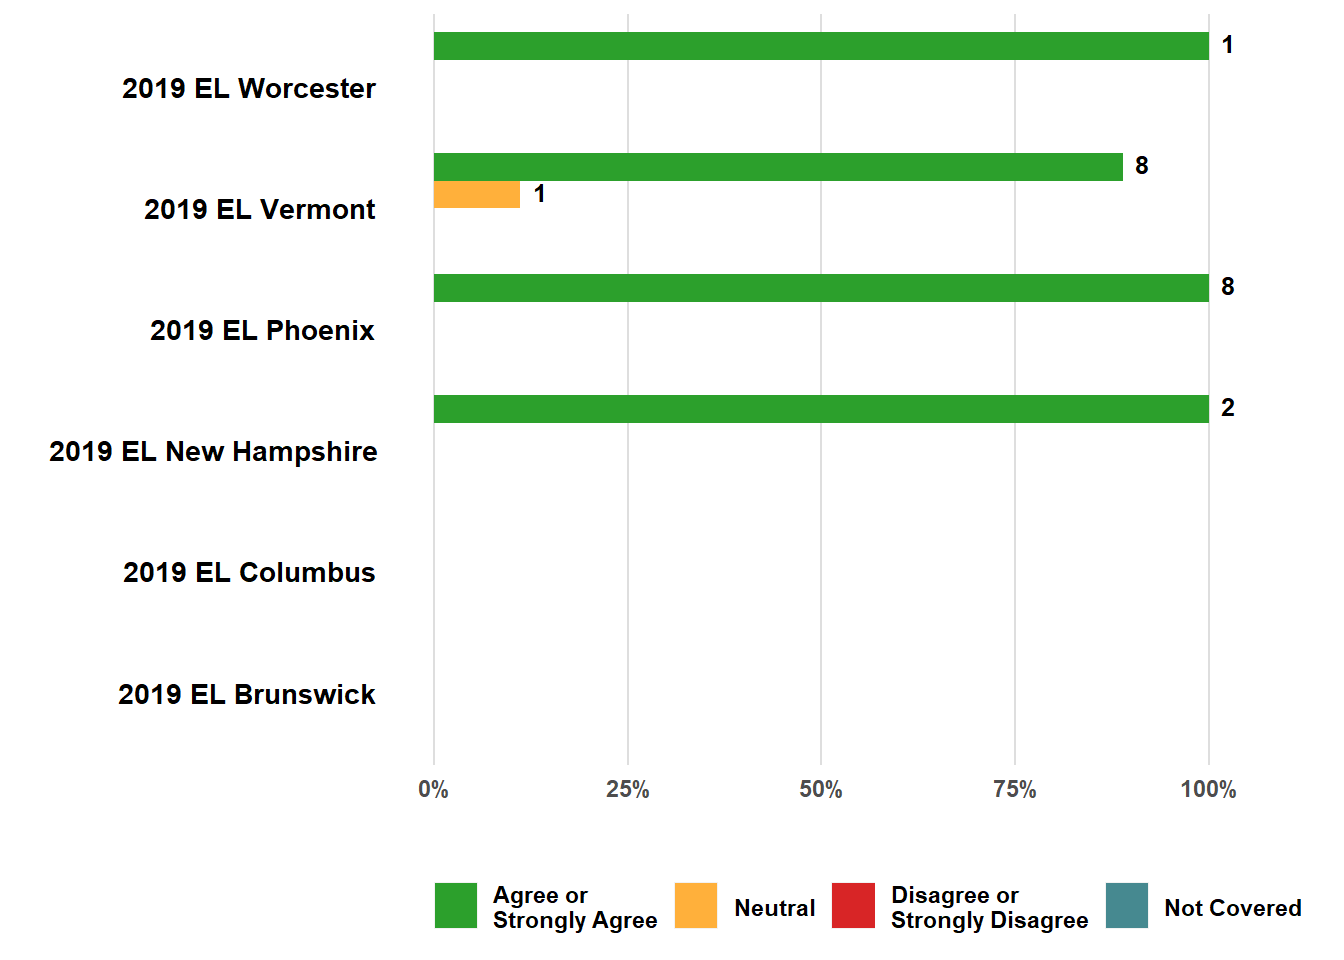 1
2019 EL Worcester
8
1
2019 EL Vermont
8
2019 EL Phoenix
2
2019 EL New Hampshire
2019 EL Columbus
2019 EL Brunswick
0% 25% 50% 75% 100%
Agree or
Strongly Agree
Neutral
Disagree or
Strongly Disagree
Not Covered